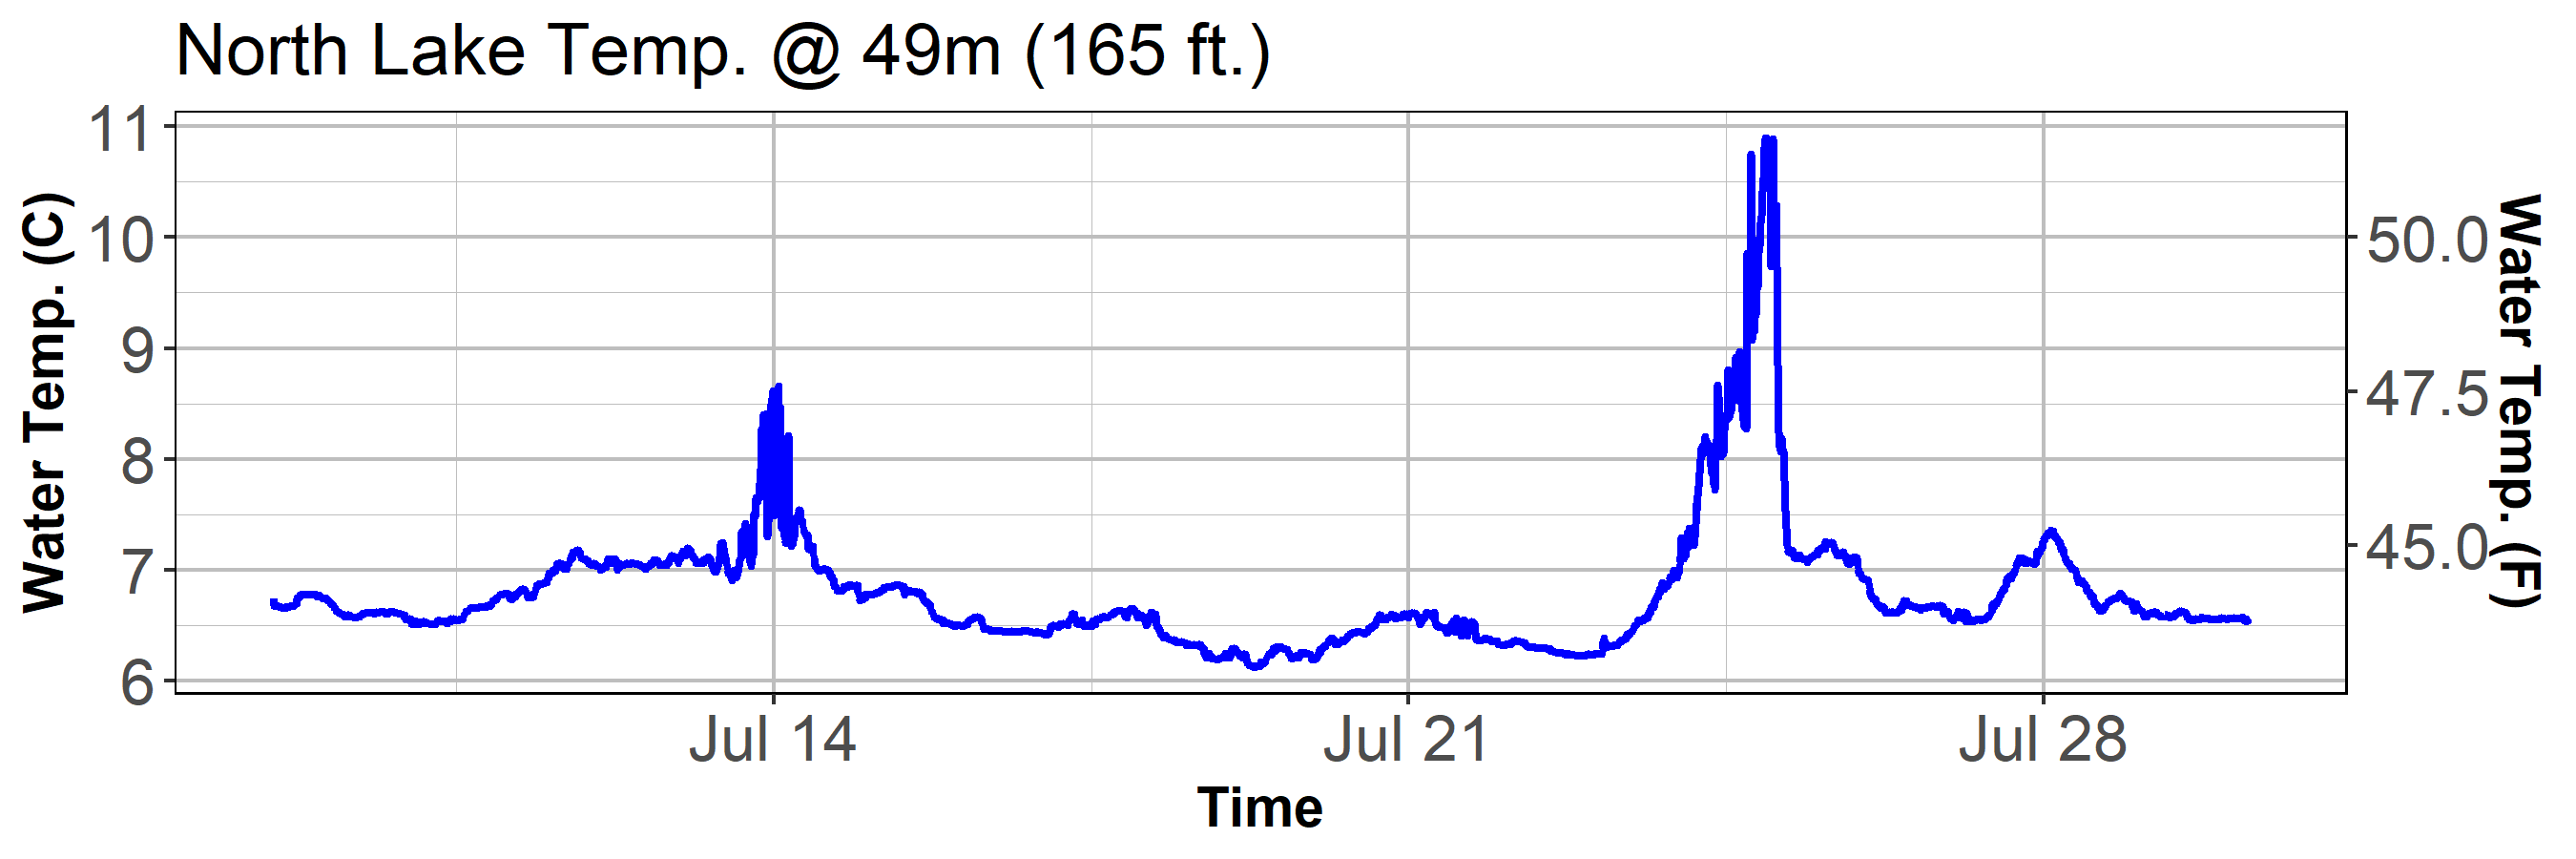 North Lake Temp. @ 49m (165 ft.)
Water Temp. (C)
11
10
9
8
7
6
50.0
47.5
45.0
Water Temp. (F)
Jul 14
Jul 21
Jul 28
Time